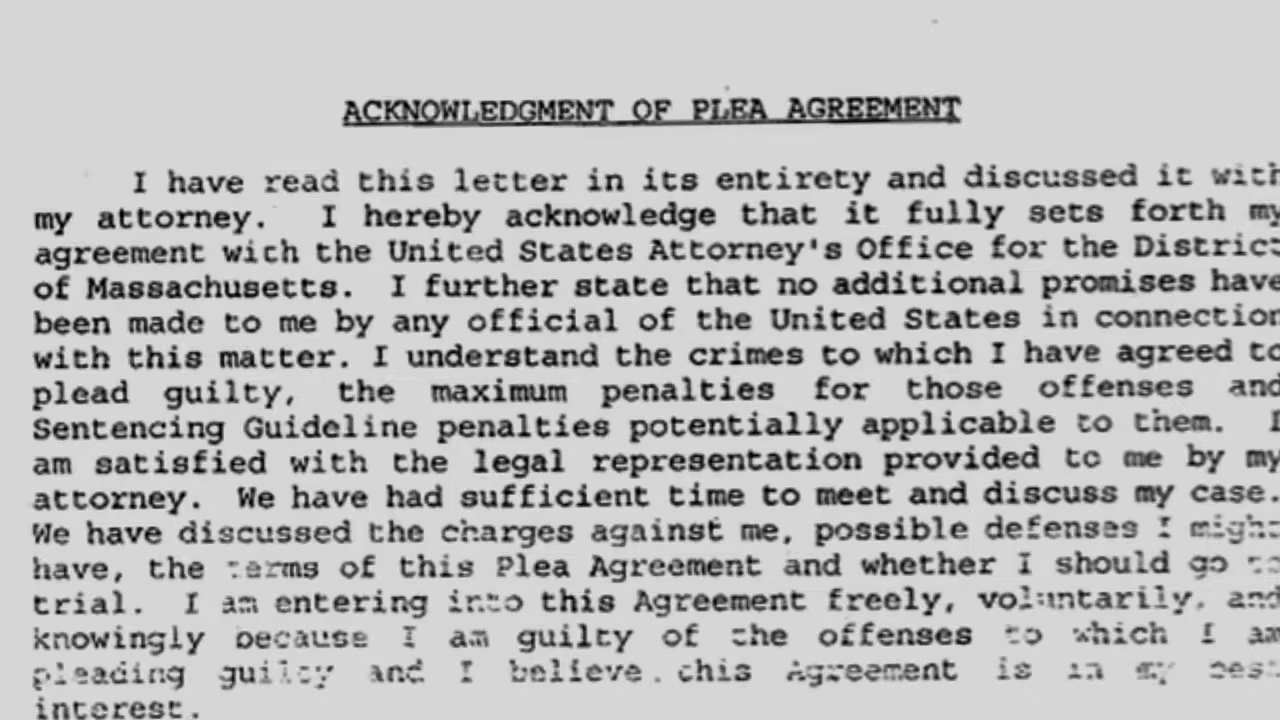 ACKNOWLEDGMENT OF PLEA AGREEMENT
I have read this letter in its entirety and discussed it with
my attorney. I hereby acknowledge that it fully sets forth my
agreement with the United States Attorney's Office for the District
of Massachusetts. I further state that no additional promises have
been made to me by any official of the United States in connection
with this matter. I understand the crimes to which I have agreed to
plead guilty, the maximum penalties for those offenses and
Sentencing Guideline penalties potentially applicable to them. I
am satisfied with the legal representation provided to me by my
attorney. We have had sufficient time to meet and discuss my case.
We have discussed the charges against me, possible defenses I might
have, the terms of this Plea Agreement and whether I should go to
trial. I am entering into this Agreement freely, voluntarily, and
knowingly because I am guilty of the offenses to which I am
pleading guilty and I believe this Agreement is in my best
interest.